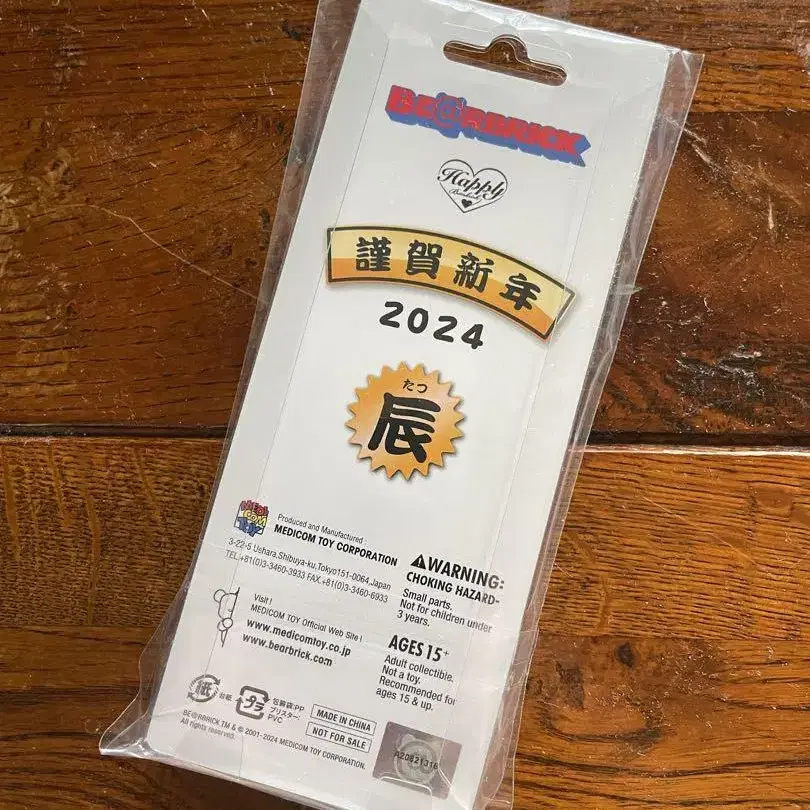 BE@RBRICK
Happy
謹賀新年
2024
たつ
辰
MEDI
COM
TOY
Produced and Manufactured :
MEDICOM TOY CORPORATION
3-22-5 Uehara,Shibuya-ku,Tokyo151-0064,Japan
TEL.+81(0)3-3460-3933 FAX.+81(0)3-3460-6933
Visit !
MEDICOM TOY Official Web Site !
www.medicomtoy.co.jp
www.bearbrick.com
WARNING:
CHOKING HAZARD-
Small parts.
Not for children under
3 years.
AGES 15+
Adult collectible.
Not a toy.
Recommended for
ages 15 & up.
紙
台紙
プラ
包装袋:PP
ブリスター:
PVC
MADE IN CHINA
NOT FOR SALE
BE@RBRICK TM & © 2001-2024 MEDICOM TOY CORPORATION.
All rights reserved.
A20821316